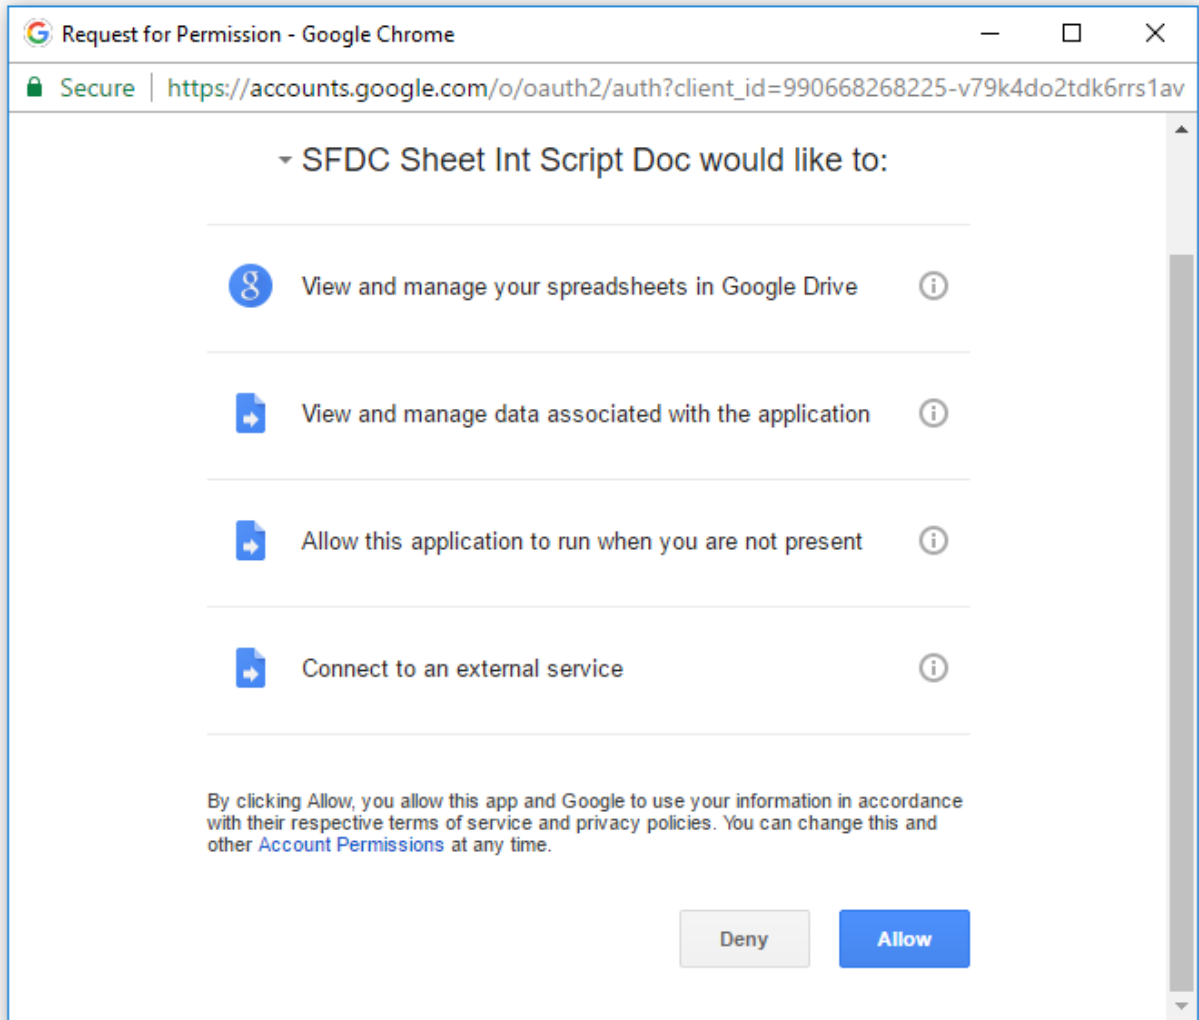 Request for Permission - Google Chrome
Secure | https://accounts.google.com/o/oauth2/auth?client_id=990668268225-v79k4do2tdk6rrs1av
SFDC Sheet Int Script Doc would like to:
View and manage your spreadsheets in Google Drive
View and manage data associated with the application
Allow this application to run when you are not present
Connect to an external service
By clicking Allow, you allow this app and Google to use your information in accordance
with their respective terms of service and privacy policies. You can change this and
other Account Permissions at any time.
Deny Allow